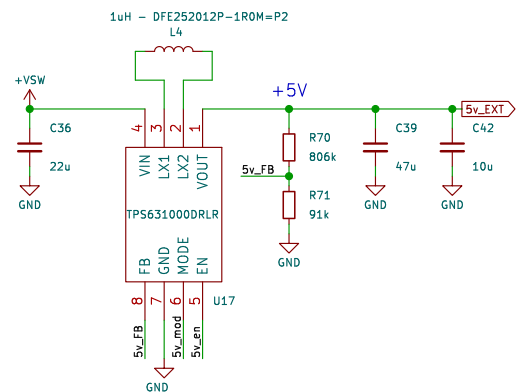 1uH - DFE252012P-1R0M=P2
L4
+VSW
+5V
5v_EXT
C36
22u
GND
4
3
2
1
VIN
LX1
LX2
VOUT
TPS631000DRLR
FB
GND
MODE
EN
8
7
6
5
U17
5v_FB
5v_mod
5v_en
GND
R70
806k
5v_FB
R71
91k
GND
C39
47u
GND
C42
10u
GND